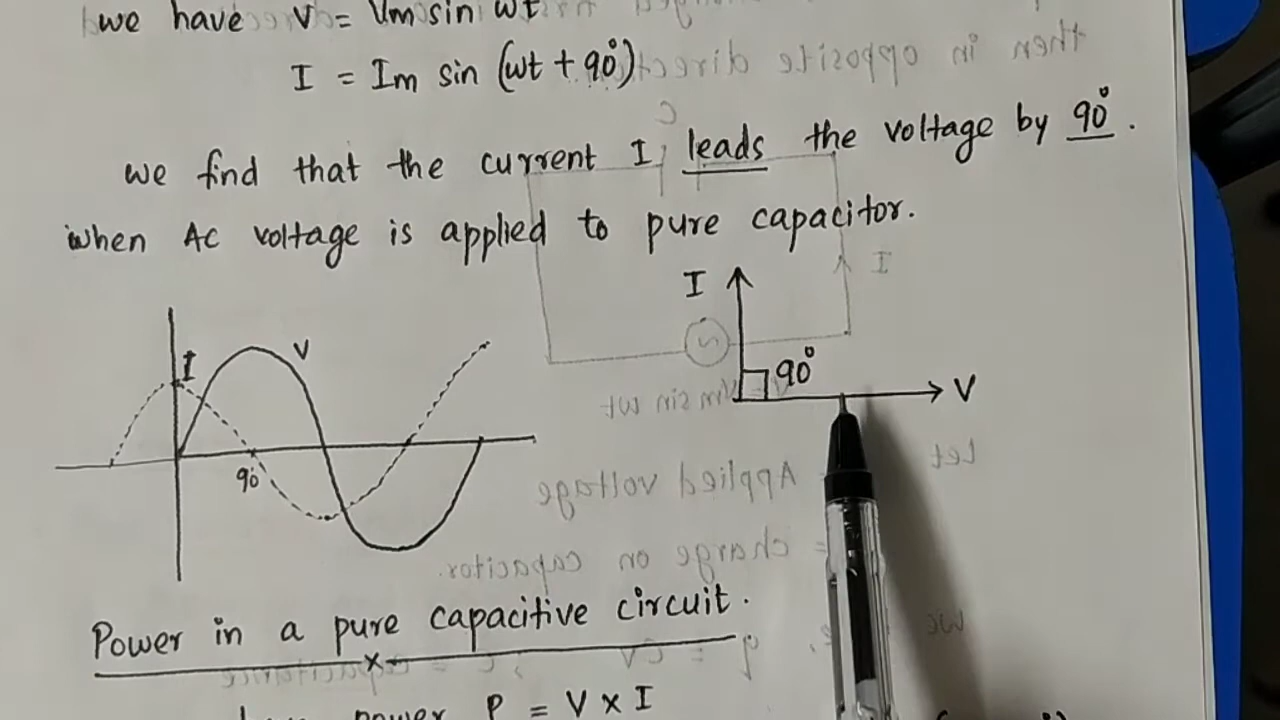 we have V = Vm sin wt
I = Im sin (wt + 90°)
we find that the current I leads the voltage by 90°.
when AC voltage is applied to pure capacitor.
I
90°
V
I
V
90°
Power in a pure capacitive circuit.
x
power P = V x I